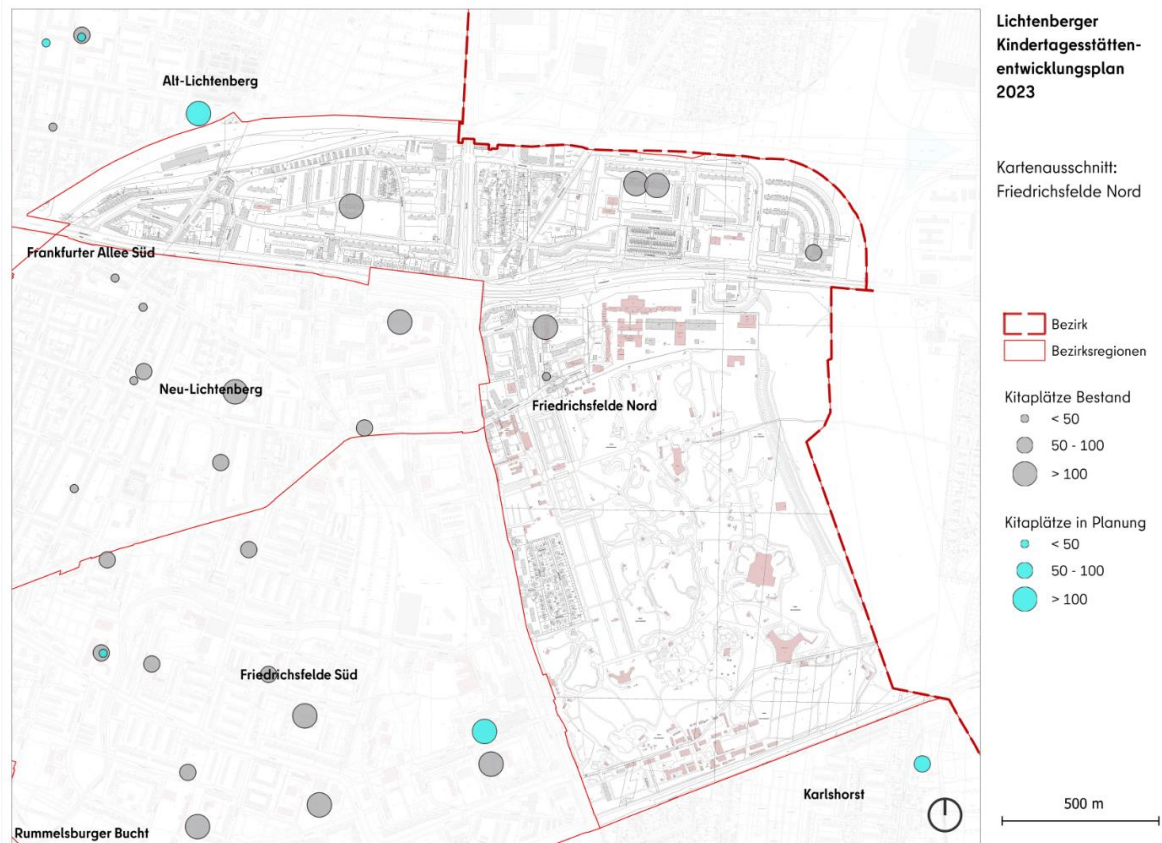 Lichtenberger
Kindertagesstätten-
entwicklungsplan
2023
Kartenausschnitt:
Friedrichsfelde Nord
Alt-Lichtenberg
Frankfurter Allee Süd
Neu-Lichtenberg
Friedrichsfelde Nord
Friedrichsfelde Süd
Karlshorst
Rummelsburger Bucht
Bezirk
Bezirksregionen
Kitaplätze Bestand
< 50
50 - 100
> 100
Kitaplätze in Planung
< 50
50 - 100
> 100
500 m